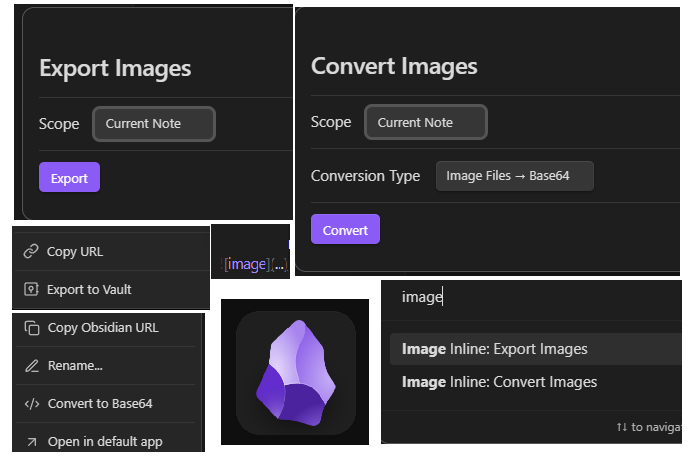 Export Images
Scope Current Note
Export
Convert Images
Scope Current Note
Conversion Type Image Files → Base64
Convert
Copy URL
Export to Vault
[image](...)
Copy Obsidian URL
Rename...
Convert to Base64
Open in default app
image
Image Inline: Export Images
Image Inline: Convert Images
↑↓ to naviga